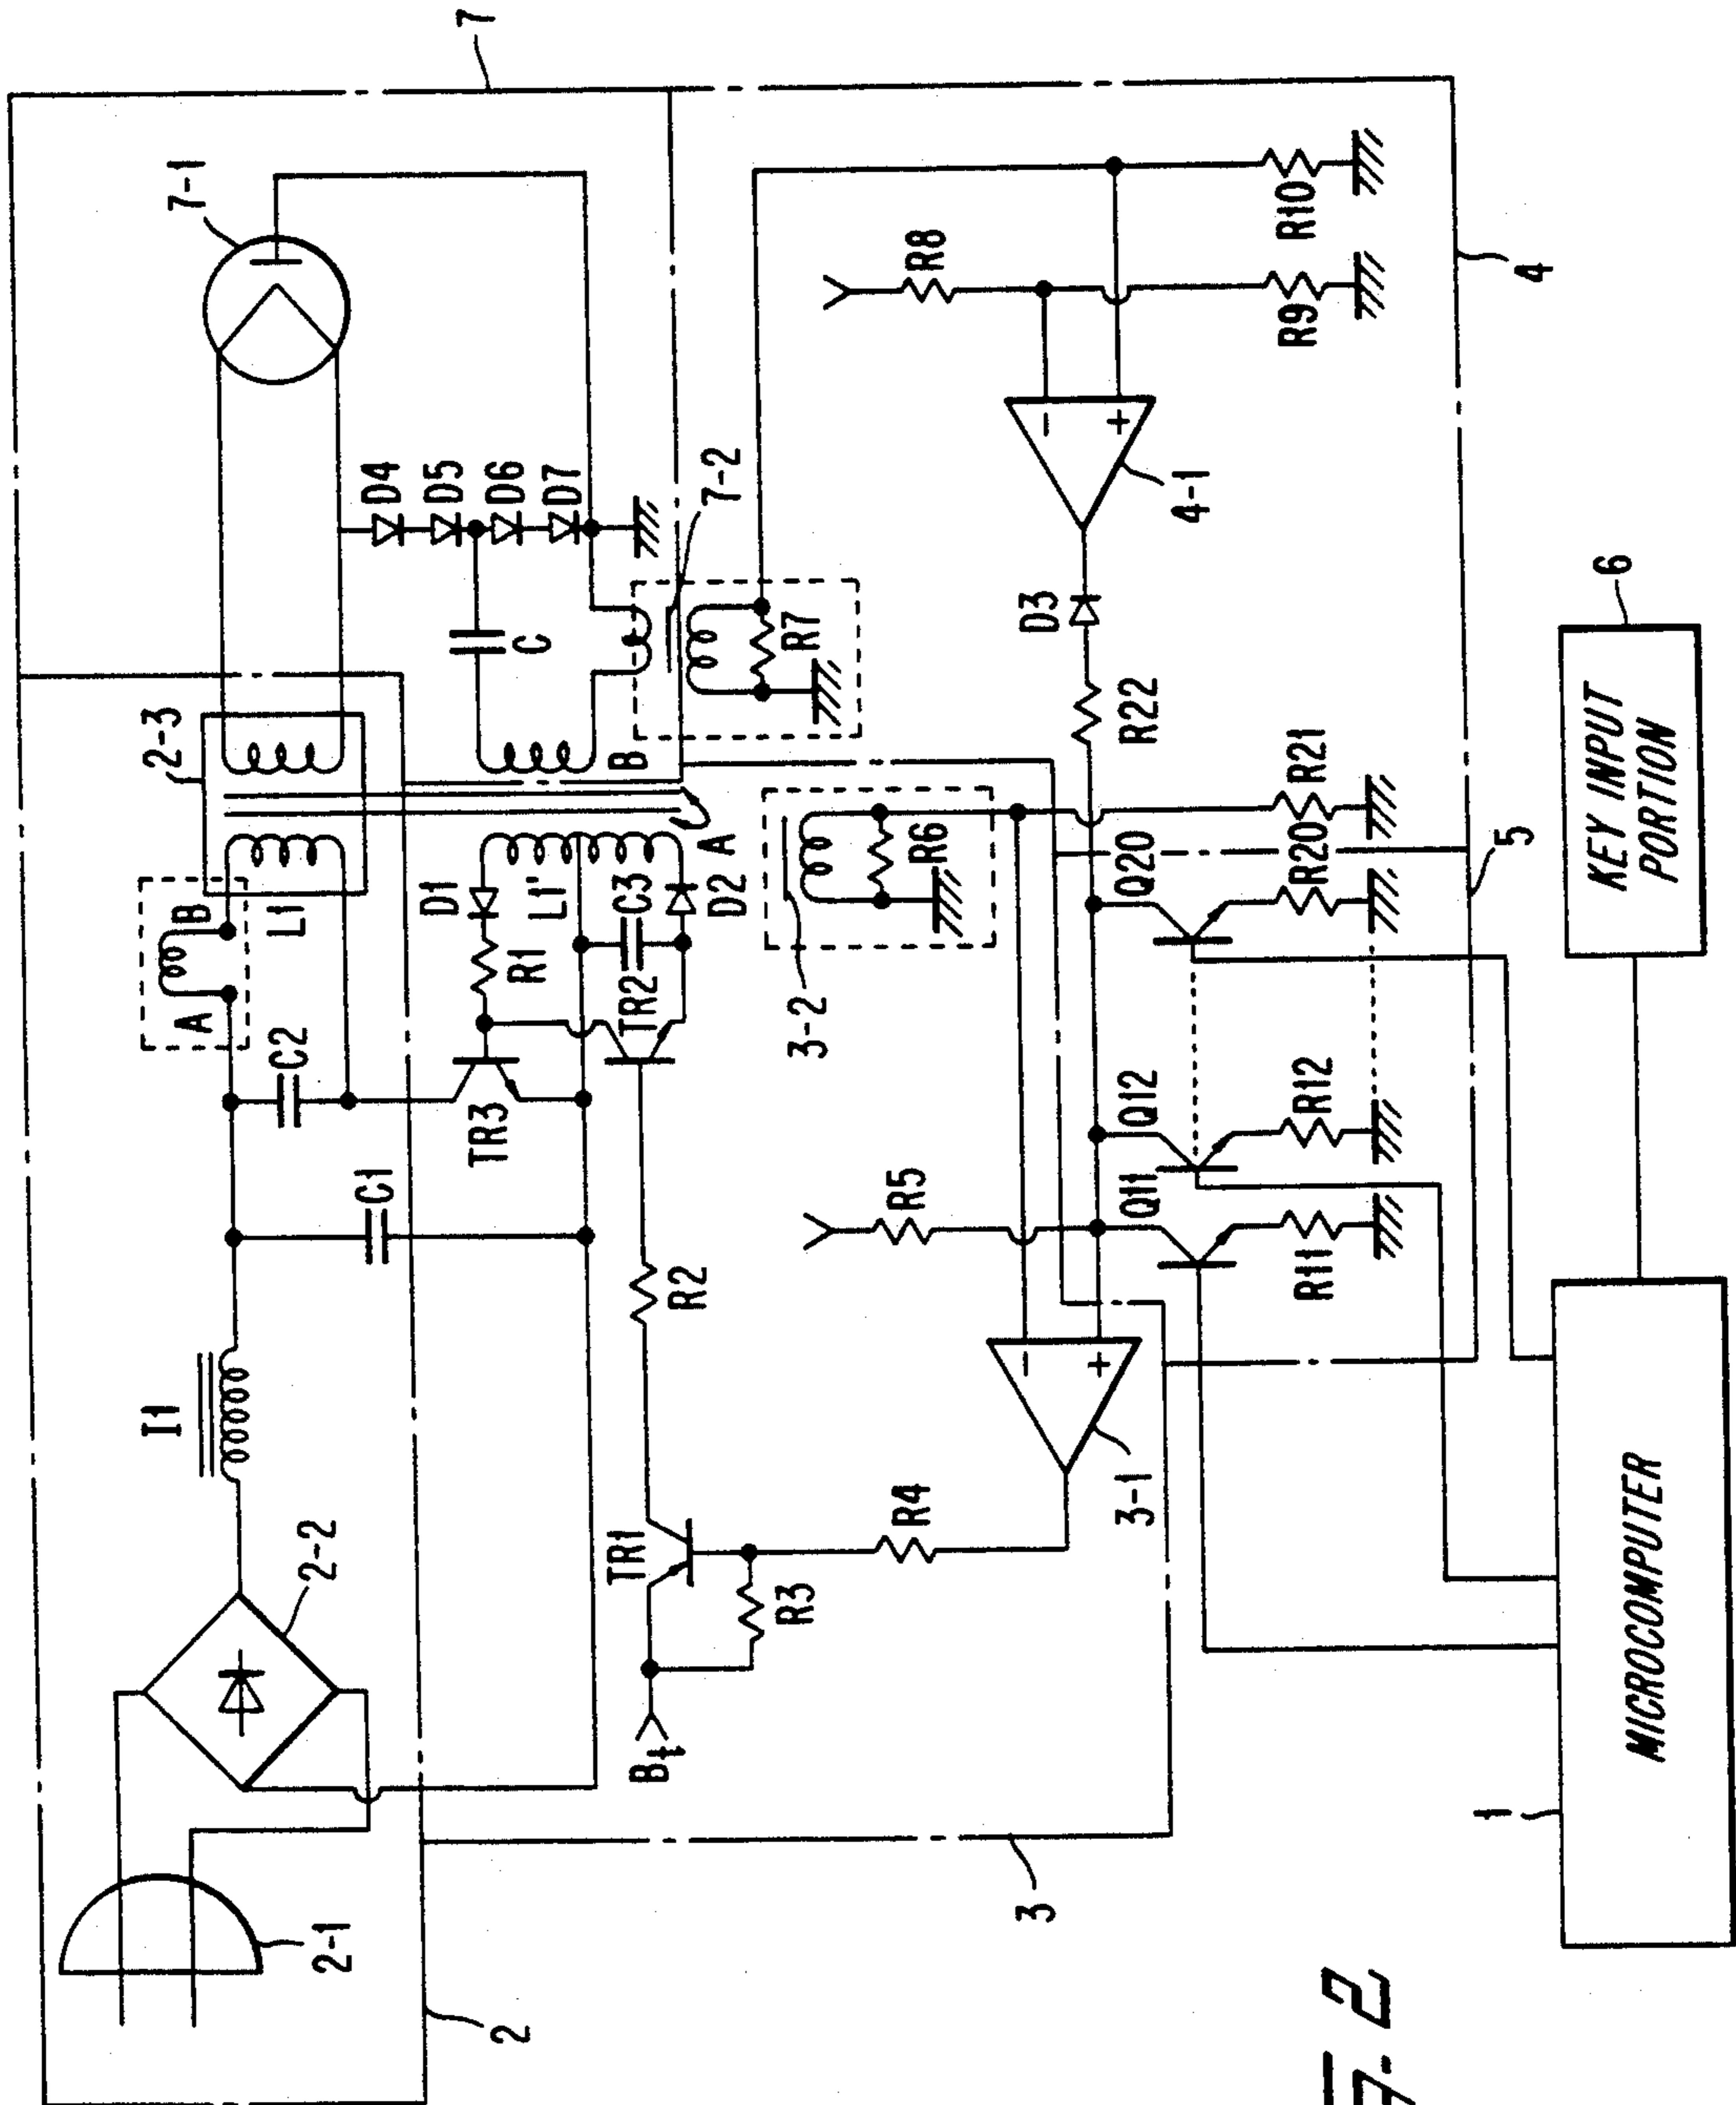 7
7-1
2-3
A
B
L1
C2
I1
C1
2-2
2-1
2
D4
D5
D6
D7
7-2
C
B
R7
A
D1
L1'
C3
D2
R1
TR2
TR3
R2
TR1
R3
B+
R4
3-1
3
R5
3-2
R6
R8
R9
R10
4
4-1
- +
D3
R22
R21
Q20
R20
5
Q12
R12
Q11
R11
- +
KEY INPUT
PORTION
6
MICROCOMPUTER
1